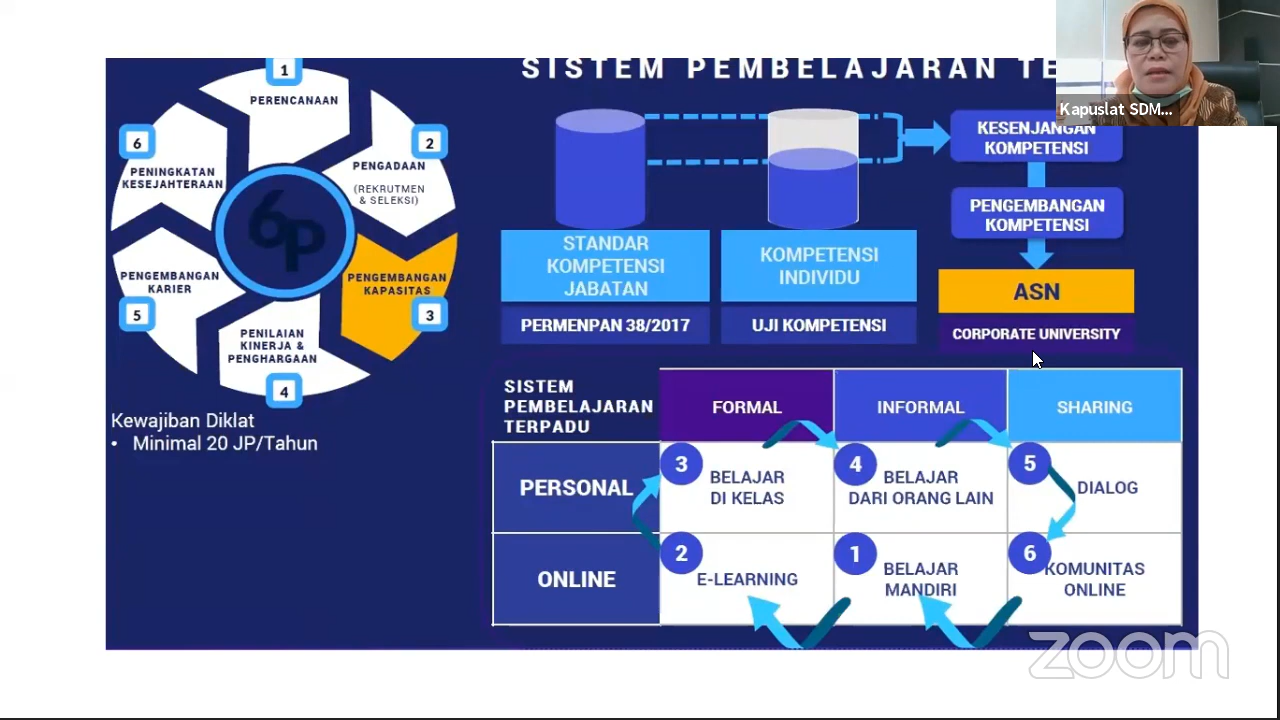 SISTEM PEMBELAJARAN TE
Kapuslat SDM...
1
PERENCANAAN
2
PENGADAAN
(REKRUTMEN
& SELEKSI)
3
PENGEMBANGAN
KAPASITAS
4
PENILAIAN
KINERJA &
PENGHARGAAN
5
PENGEMBANGAN
KARIER
6
PENINGKATAN
KESEJAHTERAAN
6P
Kewajiban Diklat
• Minimal 20 JP/Tahun
STANDAR
KOMPETENSI
JABATAN
PERMENPAN 38/2017
KOMPETENSI
INDIVIDU
UJI KOMPETENSI
KESENJANGAN
KOMPETENSI
PENGEMBANGAN
KOMPETENSI
ASN
CORPORATE UNIVERSITY
SISTEM
PEMBELAJARAN
TERPADU
FORMAL
INFORMAL
SHARING
PERSONAL
3
BELAJAR
DI KELAS
4
BELAJAR
DARI ORANG LAIN
5
DIALOG
ONLINE
2
E-LEARNING
1
BELAJAR
MANDIRI
6
KOMUNITAS
ONLINE
zoom